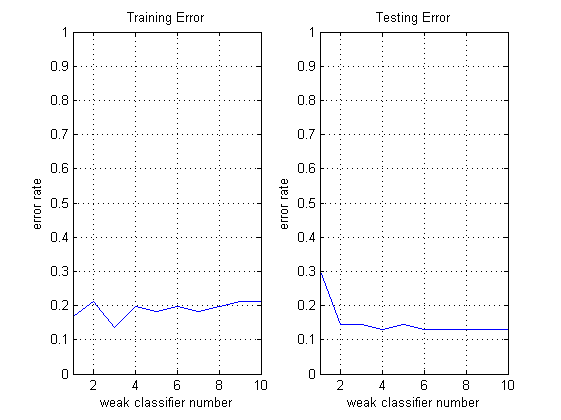 Training Error
1
0.9
0.8
0.7
0.6
0.5
0.4
0.3
0.2
0.1
0
error rate
2 4 6 8 10
weak classifier number
Testing Error
1
0.9
0.8
0.7
0.6
0.5
0.4
0.3
0.2
0.1
0
error rate
2 4 6 8 10
weak classifier number